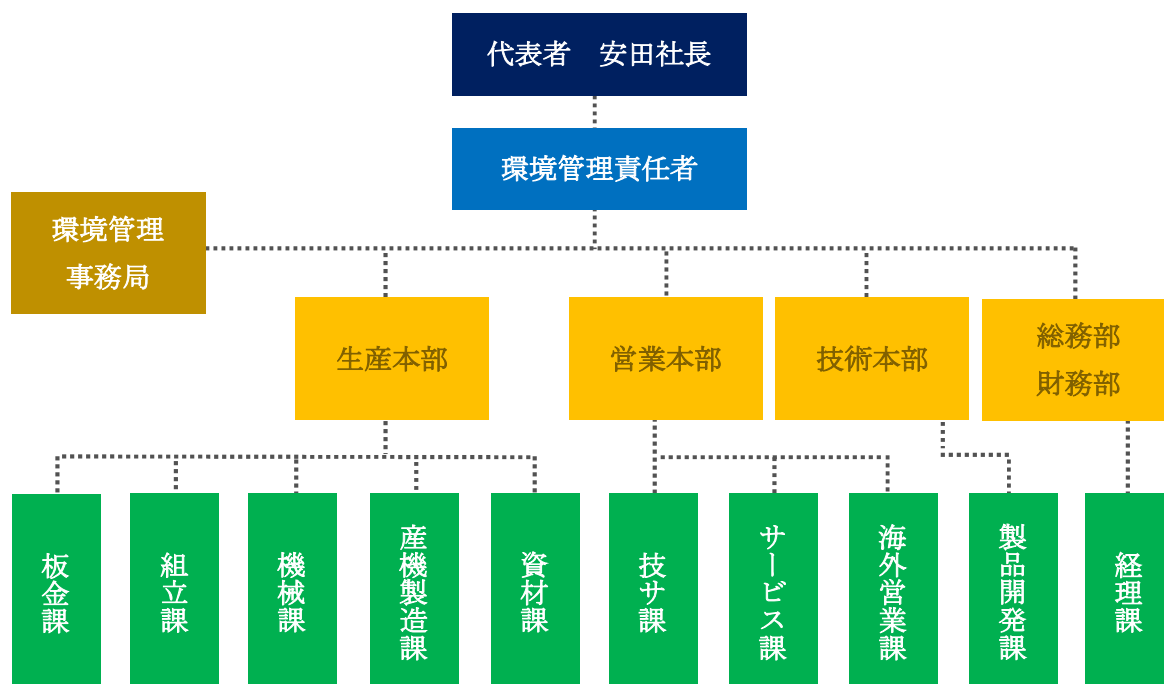 代表者　安田社長
環境管理責任者
環境管理
事務局
生産本部
営業本部
技術本部
総務部
財務部
板金課
組立課
機械課
産機製造課
資材課
技サ課
サービス課
海外営業課
製品開発課
経理課